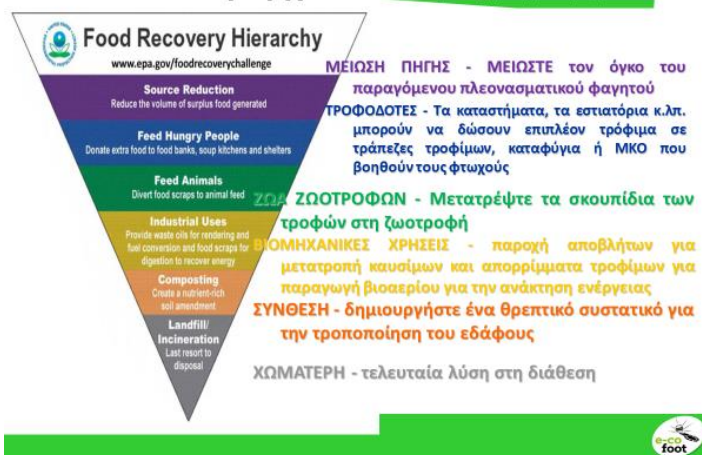 Food Recovery Hierarchy
www.epa.gov/foodrecoverychallenge
Source Reduction
Reduce the volume of surplus food generated
Feed Hungry People
Donate extra food to food banks, soup kitchens and shelters
Feed Animals
Divert food scraps to animal feed
Industrial Uses
Provide waste oils for rendering and
fuel conversion and food scraps for
digestion to recover energy
Composting
Create a nutrient-rich
soil amendment
Landfill/
Incineration
Last resort to
disposal
ΜΕΙΩΣΗ ΠΗΓΗΣ - ΜΕΙΩΣΤΕ τον όγκο του
παραγόμενου πλεονασματικού φαγητού
ΤΡΟΦΟΔΟΤΕΣ - Τα καταστήματα, τα εστιατόρια κ.λπ.
μπορούν να δώσουν επιπλέον τρόφιμα σε
τράπεζες τροφίμων, καταφύγια ή ΜΚΟ που
βοηθούν τους φτωχούς
ΖΩΑ ΖΩΟΤΡΟΦΩΝ - Μετατρέψτε τα σκουπίδια των
τροφών στη ζωοτροφή
ΒΙΟΜΗΧΑΝΙΚΕΣ ΧΡΗΣΕΙΣ - παροχή αποβλήτων για
μετατροπή καυσίμων και απορρίμματα τροφίμων για
παραγωγή βιοαερίου για την ανάκτηση ενέργειας
ΣΥΝΘΕΣΗ - δημιουργήστε ένα θρεπτικό συστατικό για
την τροποποίηση του εδάφους
ΧΩΜΑΤΕΡΗ - τελευταία λύση στη διάθεση
e-co
foot